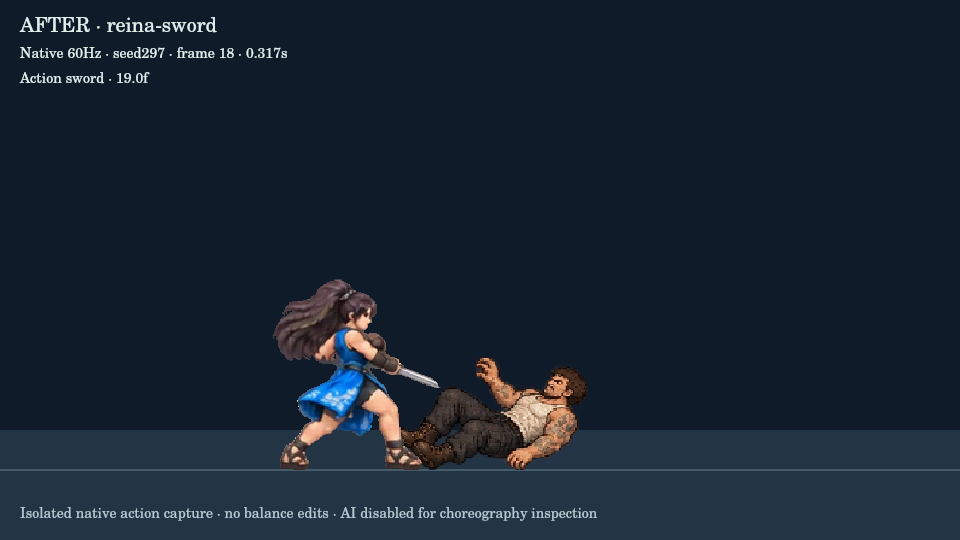 AFTER · reina-sword
Native 60Hz · seed297 · frame 18 · 0.317s
Action sword · 19.0f
Isolated native action capture · no balance edits · AI disabled for choreography inspection